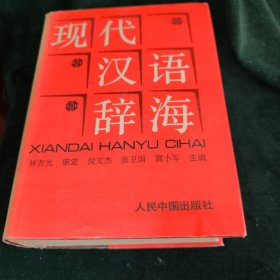 现代
汉语
辞海
XIANDAI HANYU CIHAI
林杏光 审定 倪文杰 张卫国 冀小军 主编
人民中国出版社